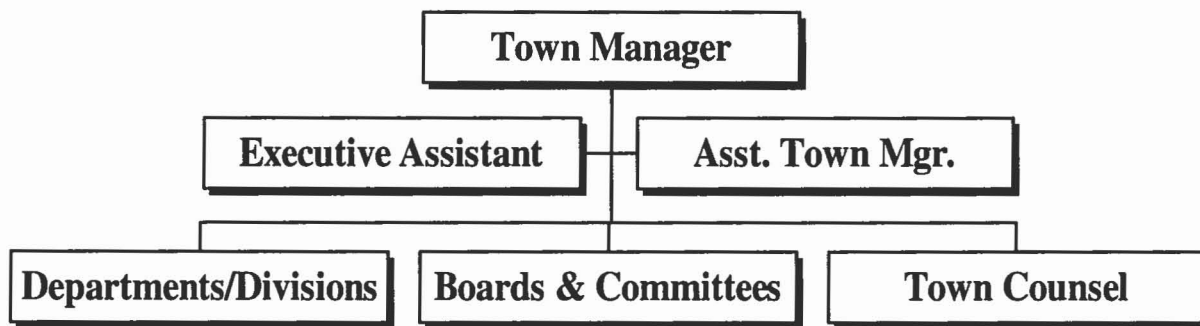 Town Manager
Executive Assistant
Asst. Town Mgr.
Departments/Divisions
Boards & Committees
Town Counsel